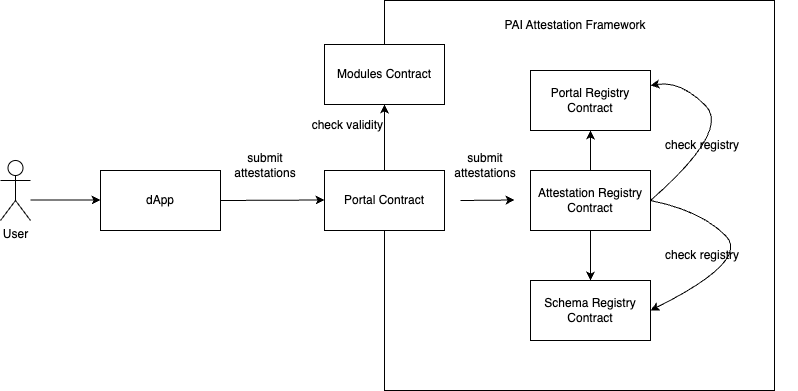 PAI Attestation Framework
Modules Contract
Portal Registry
Contract
check validity
check registry
submit
attestations
submit
attestations
dApp
Portal Contract
Attestation Registry
Contract
User
check registry
Schema Registry
Contract